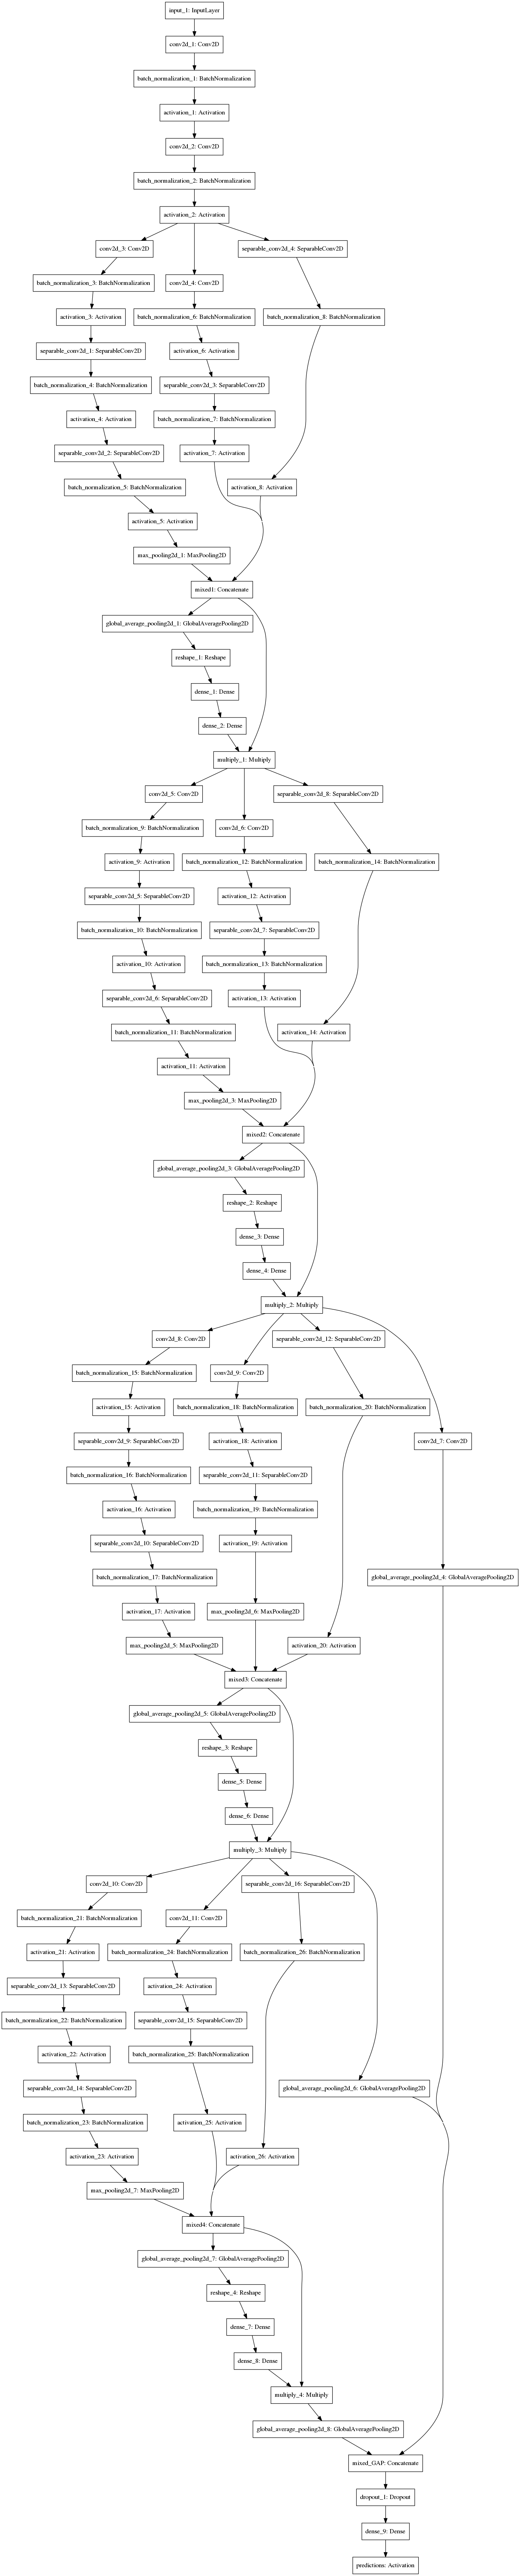 input_1: InputLayer
conv2d_1: Conv2D
batch_normalization_1: BatchNormalization
activation_1: Activation
conv2d_2: Conv2D
batch_normalization_2: BatchNormalization
activation_2: Activation
conv2d_3: Conv2D
separable_conv2d_4: SeparableConv2D
batch_normalization_3: BatchNormalization
conv2d_4: Conv2D
activation_3: Activation
batch_normalization_6: BatchNormalization
batch_normalization_8: BatchNormalization
separable_conv2d_1: SeparableConv2D
activation_6: Activation
batch_normalization_4: BatchNormalization
separable_conv2d_3: SeparableConv2D
activation_4: Activation
batch_normalization_7: BatchNormalization
separable_conv2d_2: SeparableConv2D
activation_7: Activation
batch_normalization_5: BatchNormalization
activation_8: Activation
activation_5: Activation
max_pooling2d_1: MaxPooling2D
mixed1: Concatenate
global_average_pooling2d_1: GlobalAveragePooling2D
reshape_1: Reshape
dense_1: Dense
dense_2: Dense
multiply_1: Multiply
conv2d_5: Conv2D
separable_conv2d_8: SeparableConv2D
batch_normalization_9: BatchNormalization
conv2d_6: Conv2D
activation_9: Activation
batch_normalization_12: BatchNormalization
batch_normalization_14: BatchNormalization
separable_conv2d_5: SeparableConv2D
activation_12: Activation
batch_normalization_10: BatchNormalization
separable_conv2d_7: SeparableConv2D
activation_10: Activation
batch_normalization_13: BatchNormalization
separable_conv2d_6: SeparableConv2D
activation_13: Activation
batch_normalization_11: BatchNormalization
activation_14: Activation
activation_11: Activation
max_pooling2d_3: MaxPooling2D
mixed2: Concatenate
global_average_pooling2d_3: GlobalAveragePooling2D
reshape_2: Reshape
dense_3: Dense
dense_4: Dense
multiply_2: Multiply
conv2d_8: Conv2D
separable_conv2d_12: SeparableConv2D
batch_normalization_15: BatchNormalization
conv2d_9: Conv2D
activation_15: Activation
batch_normalization_18: BatchNormalization
batch_normalization_20: BatchNormalization
separable_conv2d_9: SeparableConv2D
activation_18: Activation
conv2d_7: Conv2D
batch_normalization_16: BatchNormalization
separable_conv2d_11: SeparableConv2D
activation_16: Activation
batch_normalization_19: BatchNormalization
separable_conv2d_10: SeparableConv2D
activation_19: Activation
batch_normalization_17: BatchNormalization
global_average_pooling2d_4: GlobalAveragePooling2D
activation_17: Activation
max_pooling2d_6: MaxPooling2D
max_pooling2d_5: MaxPooling2D
activation_20: Activation
mixed3: Concatenate
global_average_pooling2d_5: GlobalAveragePooling2D
reshape_3: Reshape
dense_5: Dense
dense_6: Dense
multiply_3: Multiply
conv2d_10: Conv2D
separable_conv2d_16: SeparableConv2D
batch_normalization_21: BatchNormalization
conv2d_11: Conv2D
activation_21: Activation
batch_normalization_24: BatchNormalization
batch_normalization_26: BatchNormalization
separable_conv2d_13: SeparableConv2D
activation_24: Activation
batch_normalization_22: BatchNormalization
separable_conv2d_15: SeparableConv2D
activation_22: Activation
batch_normalization_25: BatchNormalization
separable_conv2d_14: SeparableConv2D
global_average_pooling2d_6: GlobalAveragePooling2D
batch_normalization_23: BatchNormalization
activation_25: Activation
activation_23: Activation
activation_26: Activation
max_pooling2d_7: MaxPooling2D
mixed4: Concatenate
global_average_pooling2d_7: GlobalAveragePooling2D
reshape_4: Reshape
dense_7: Dense
dense_8: Dense
multiply_4: Multiply
global_average_pooling2d_8: GlobalAveragePooling2D
mixed_GAP: Concatenate
dropout_1: Dropout
dense_9: Dense
predictions: Activation